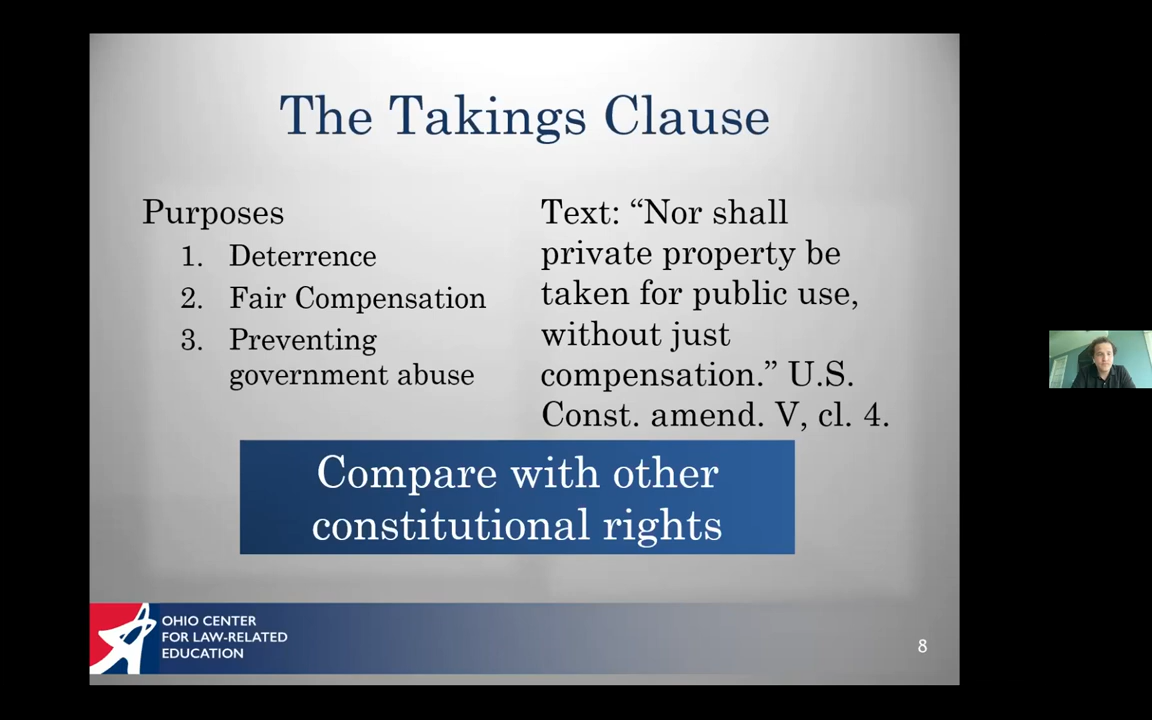 The Takings Clause
Purposes
1. Deterrence
2. Fair Compensation
3. Preventing
government abuse
Text: “Nor shall
private property be
taken for public use,
without just
compensation.” U.S.
Const. amend. V, cl. 4.
Compare with other
constitutional rights
OHIO CENTER
FOR LAW-RELATED
EDUCATION
8